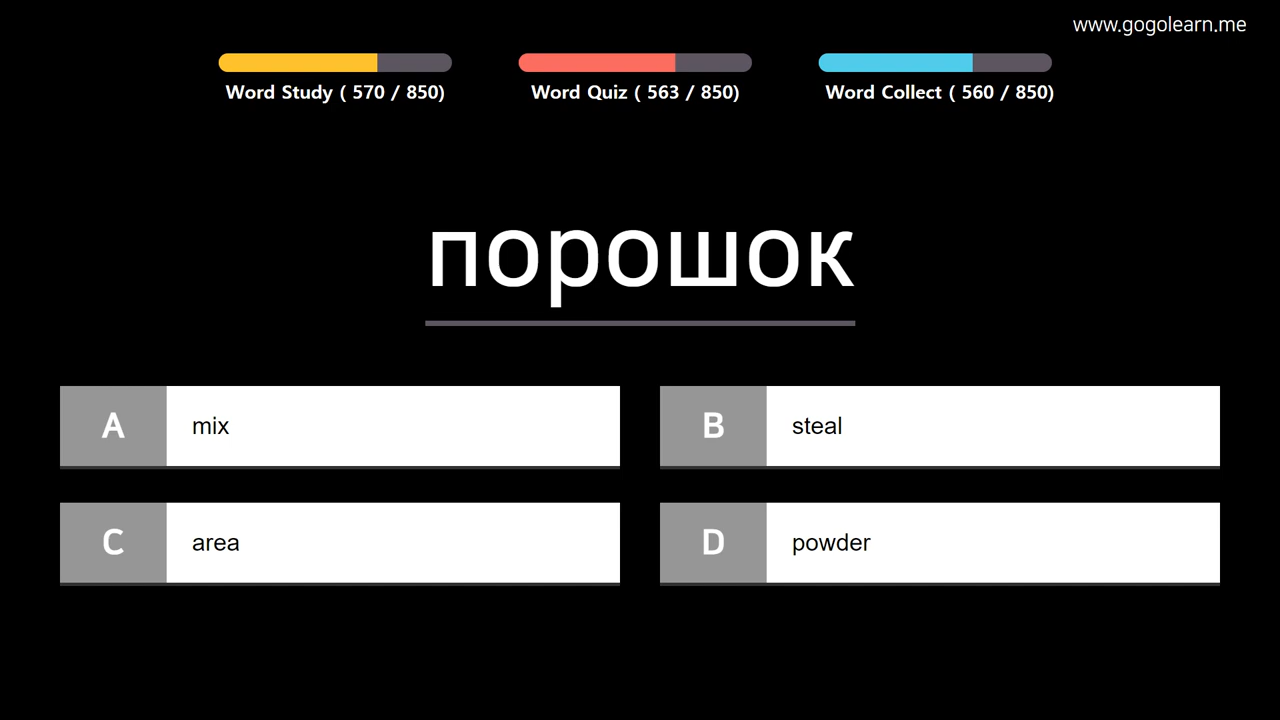 www.gogolearn.me
Word Study ( 570 / 850)
Word Quiz ( 563 / 850)
Word Collect ( 560 / 850)
порошок
A mix
B steal
C area
D powder